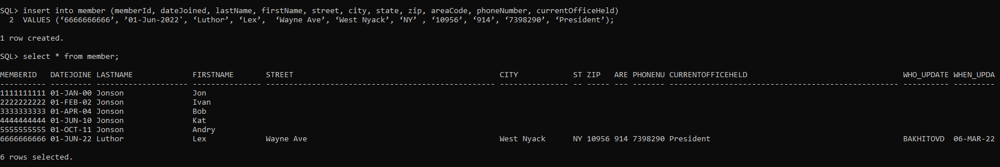 SQL> insert into member (memberId, dateJoined, lastName, firstName, street, city, state, zip, areaCode, phoneNumber, currentOfficeHeld)
  2  VALUES (‘6666666666’, ’01-Jun-2022', ‘Luthor’, ‘Lex’,  ‘Wayne Ave’, ‘West Nyack’, ‘NY’ , ‘10956’, ‘914’, ‘7398290’, ‘President’);
1 row created.
SQL> select * from member;
MEMBERID   DATEJOINE LASTNAME             FIRSTNAME       STREET                                             CITY            ST ZIP   ARE PHONENU CURRENTOFFICEHELD                                  WHO_UPDATE WHEN_UPDA
---------- --------- -------------------- --------------- -------------------------------------------------- --------------- -- ----- --- ------- -------------------------------------------------- ---------- ---------
1111111111 01-JAN-00 Jonson               Jon
2222222222 01-FEB-02 Jonson               Ivan
3333333333 01-APR-04 Jonson               Bob
4444444444 01-JUN-10 Jonson               Kat
5555555555 01-OCT-11 Jonson               Andry
6666666666 01-JUN-22 Luthor               Lex             Wayne Ave                                          West Nyack      NY 10956 914 7398290 President                                          BAKHITOVD  06-MAR-22
6 rows selected.